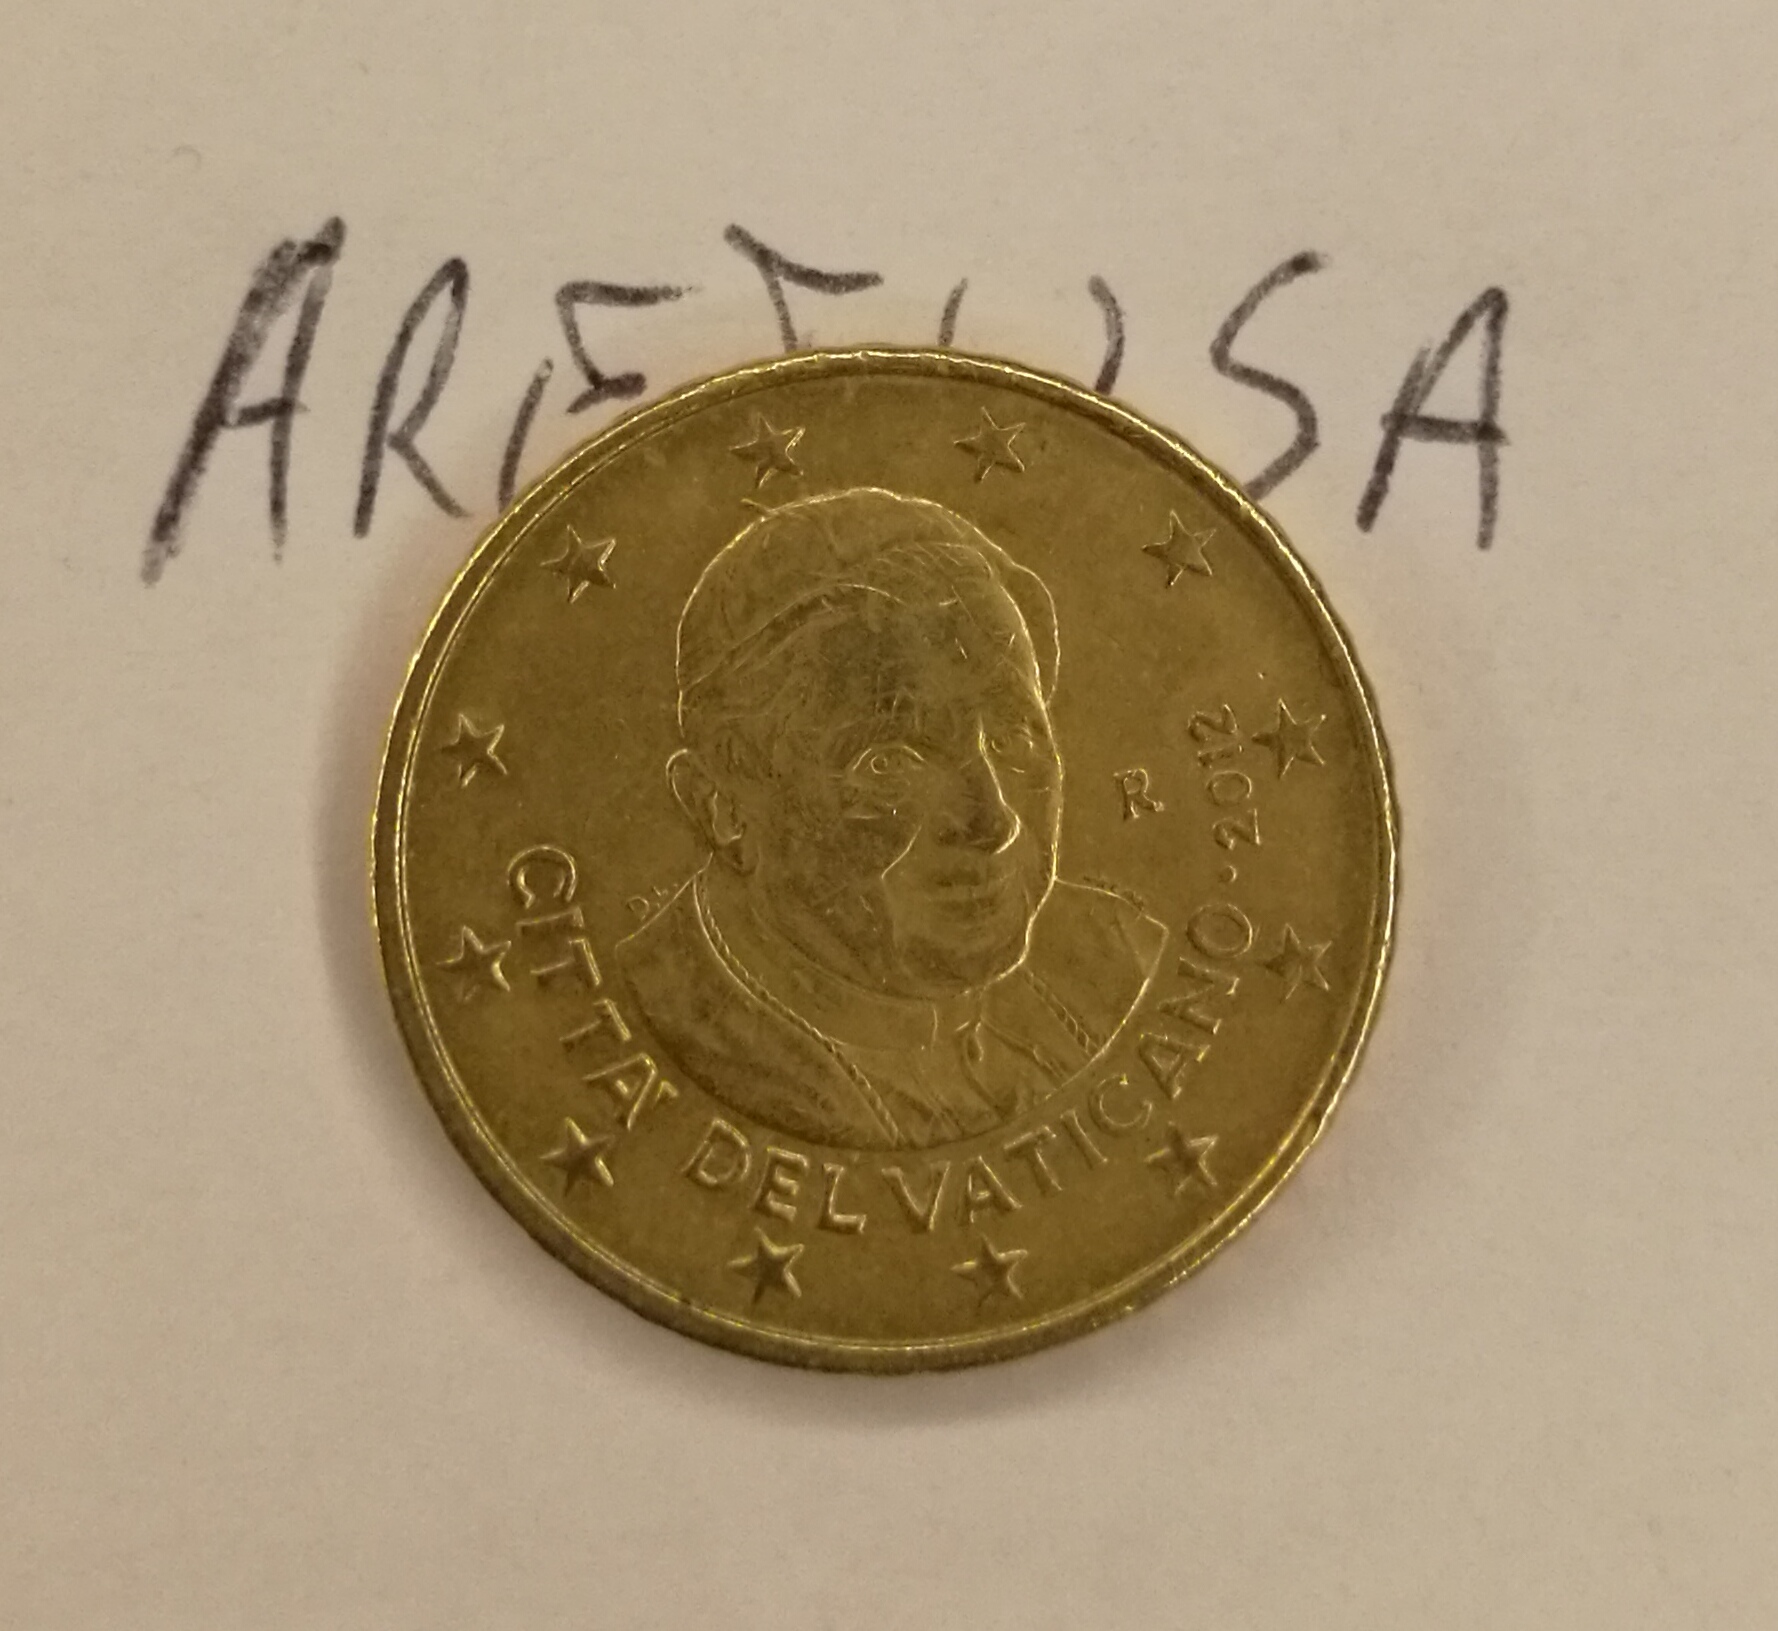 ARETUSA
D.L.
R
CITTA' DEL VATICANO · 2012